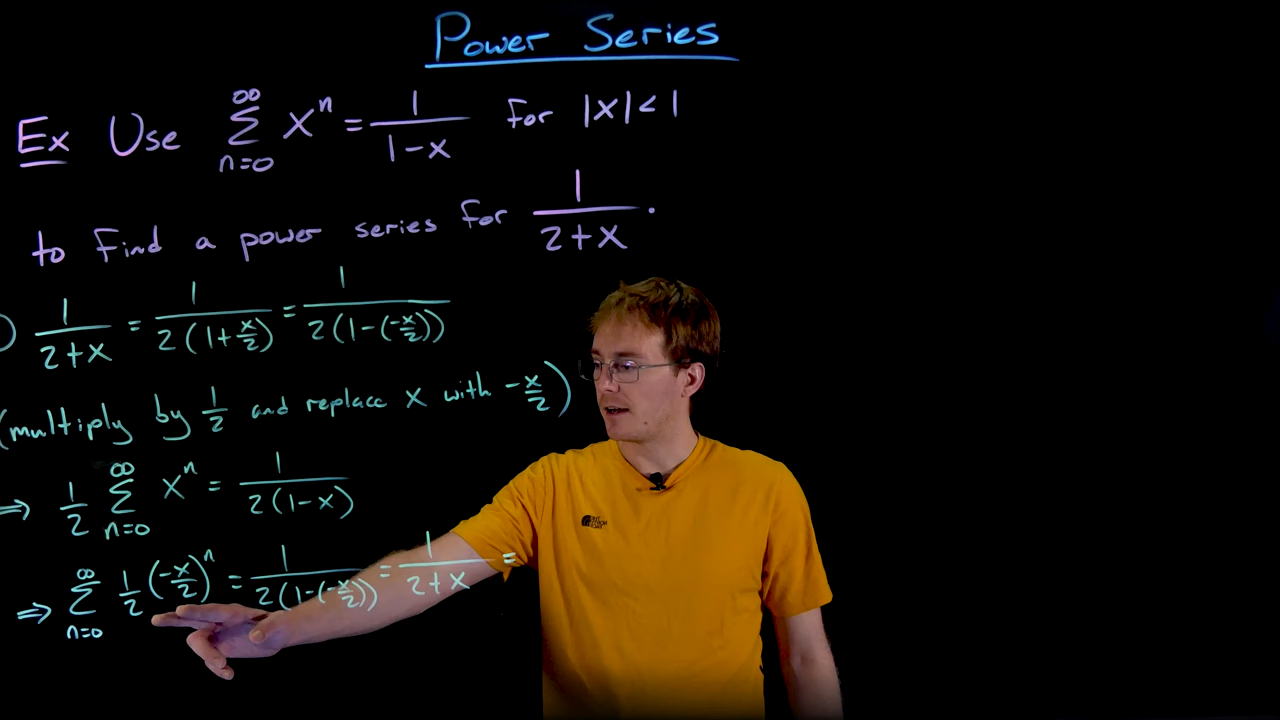 Power Series
Ex Use ∞ Σ n=0 x^n = 1/(1-x) for |x| < 1
to find a power series for 1/(2+x).
) 1/(2+x) = 1/(2(1+x/2)) = 1/(2(1-(-x/2)))
(multiply by 1/2 and replace x with -x/2)
⇒ 1/2 ∞ Σ n=0 x^n = 1/(2(1-x))
⇒ ∞ Σ n=0 1/2 (-x/2)^n = 1/(2(1-(-x/2))) = 1/(2+x) =